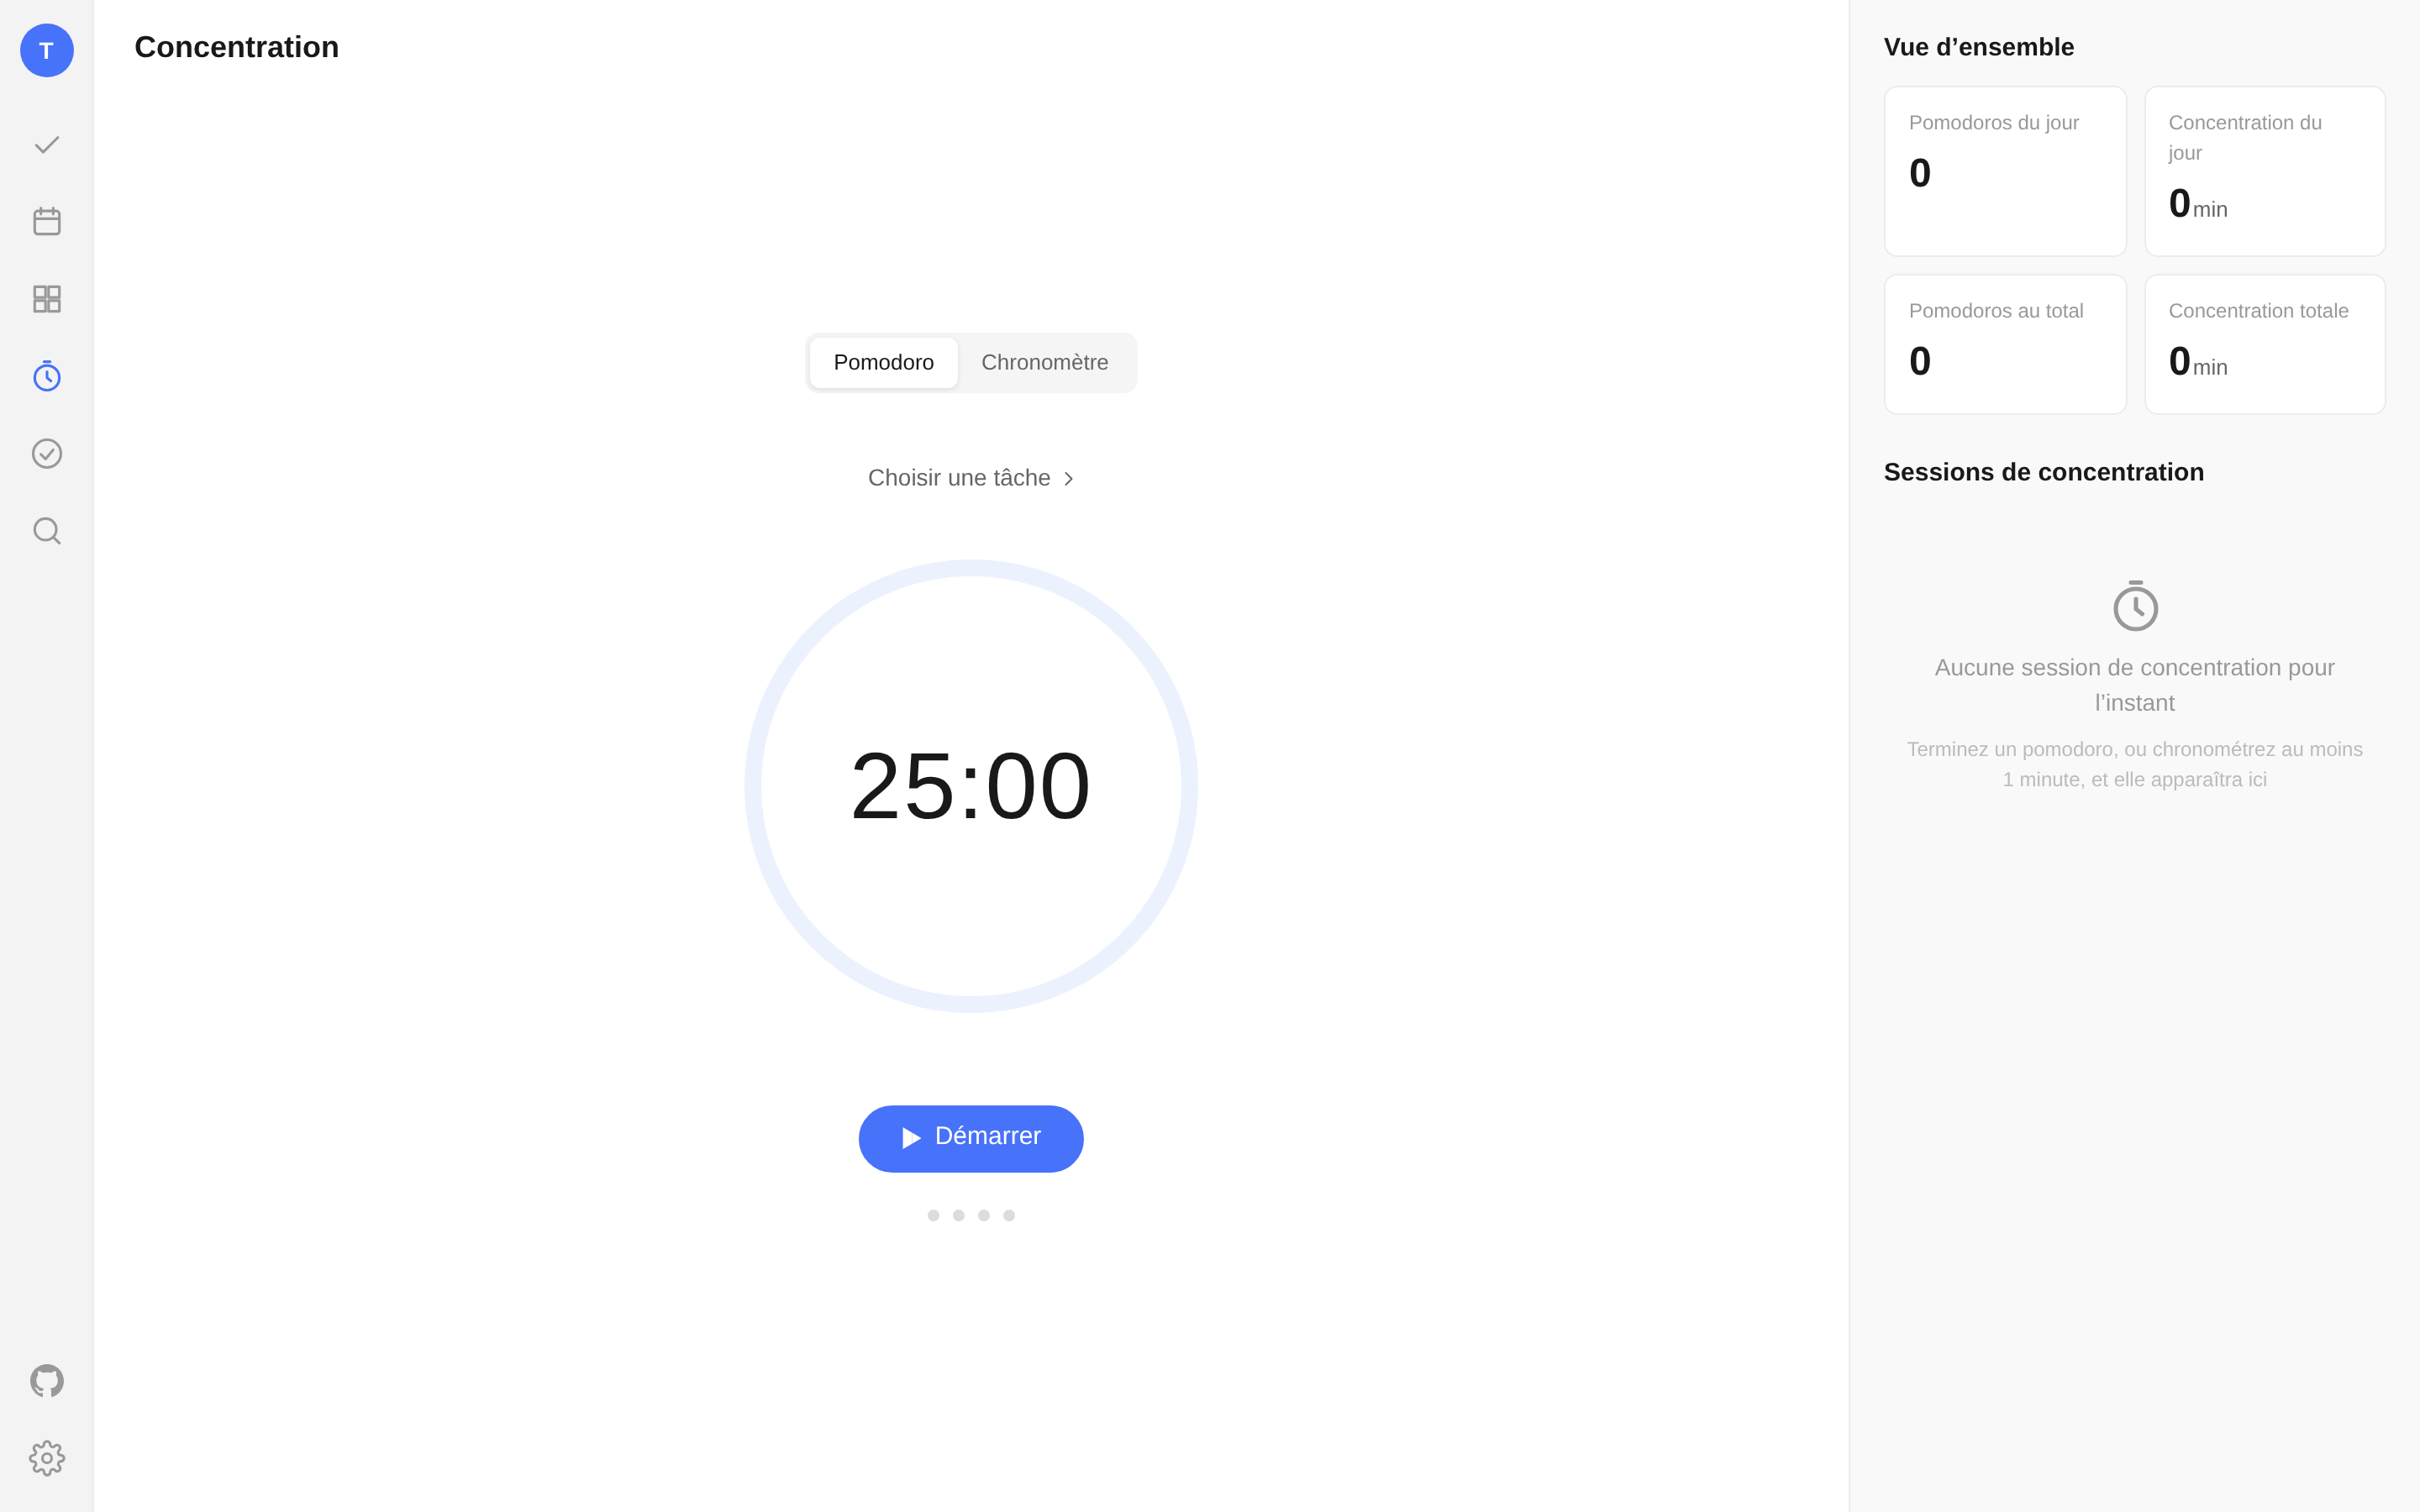 T
Concentration
Pomodoro
Chronomètre
Choisir une tâche
25:00
Démarrer
Vue d’ensemble
Pomodoros du jour
0
Concentration du
jour
0min
Pomodoros au total
0
Concentration totale
0min
Sessions de concentration
Aucune session de concentration pour
l’instant
Terminez un pomodoro, ou chronométrez au moins
1 minute, et elle apparaîtra ici